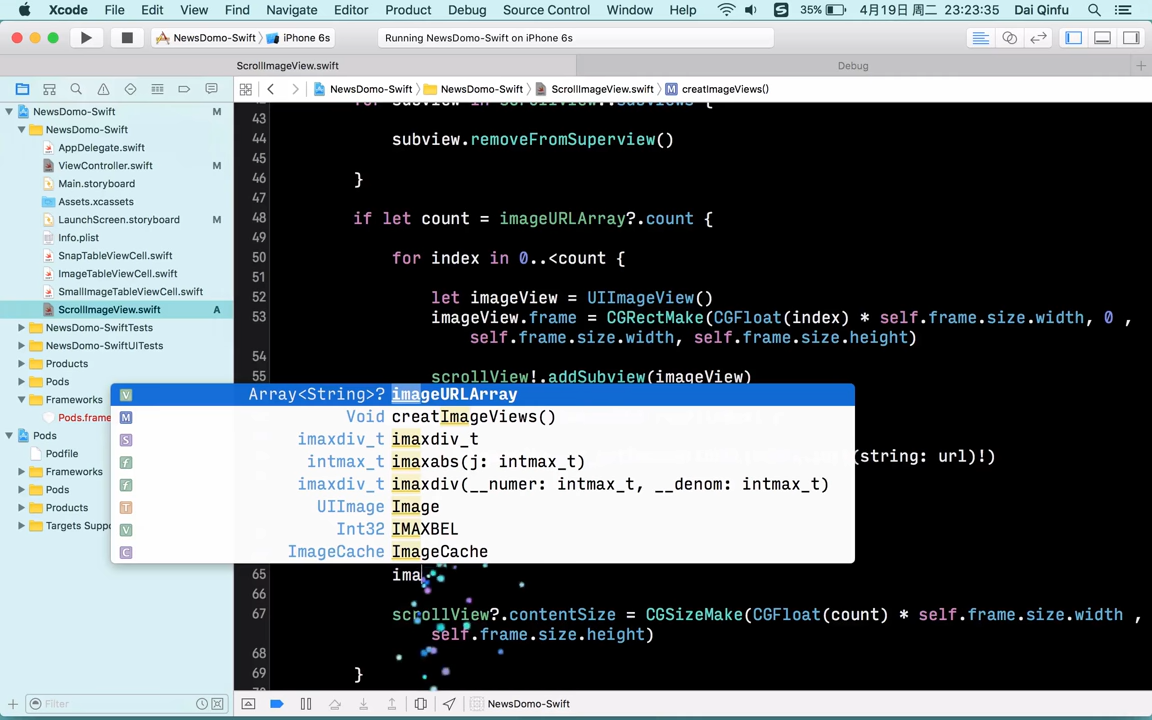 Xcode File Edit View Find Navigate Editor Product Debug Source Control Window Help 35% 4月19日 周二 23:23:35 Dai Qinfu
NewsDomo-Swift iPhone 6s Running NewsDomo-Swift on iPhone 6s
ScrollImageView.swift Debug
NewsDomo-Swift NewsDomo-Swift ScrollImageView.swift M creatImageViews()
NewsDomo-Swift M
NewsDomo-Swift
AppDelegate.swift
ViewController.swift M
Main.storyboard
Assets.xcassets
LaunchScreen.storyboard M
Info.plist
SnapTableViewCell.swift
ImageTableViewCell.swift
SmallImageTableViewCell.swift
ScrollImageView.swift A
NewsDomo-SwiftTests
NewsDomo-SwiftUITests
Products
Pods
Frameworks
Pods.frame
Pods
Podfile
Frameworks
Pods
Products
Targets Suppo
Filter
43
44 subview.removeFromSuperview()
45
46 }
47
48 if let count = imageURLArray?.count {
49
50 for index in 0..<count {
51
52 let imageView = UIImageView()
53 imageView.frame = CGRectMake(CGFloat(index) * self.frame.size.width, 0 ,
self.frame.size.width, self.frame.size.height)
54
55 scrollView!.addSubview(imageView)
V Array<String>? imageURLArray
M Void creatImageViews()
S imaxdiv_t imaxdiv_t
f intmax_t imaxabs(j: intmax_t)
(string: url)!)
f imaxdiv_t imaxdiv(__numer: intmax_t, __denom: intmax_t)
T UIImage Image
V Int32 IMAXBEL
C ImageCache ImageCache
65 ima
66
67 scrollView?.contentSize = CGSizeMake(CGFloat(count) * self.frame.size.width ,
self.frame.size.height)
68
69 }
NewsDomo-Swift